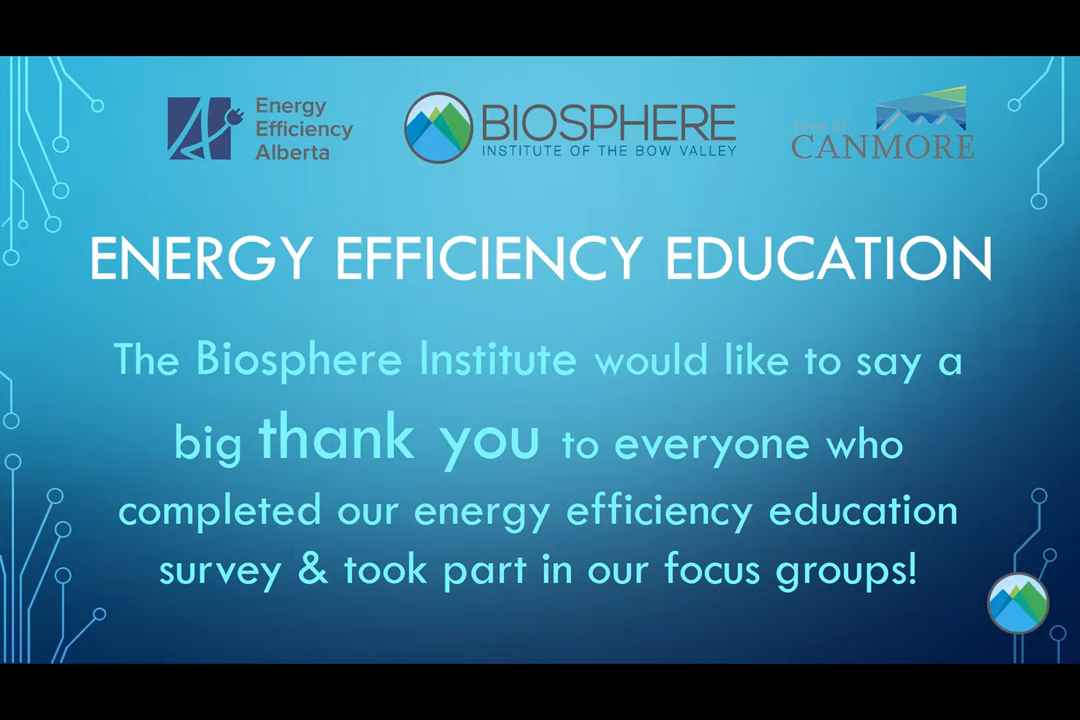 Energy
Efficiency
Alberta
BIOSPHERE
INSTITUTE OF THE BOW VALLEY
town of
CANMORE
ENERGY EFFICIENCY EDUCATION
The Biosphere Institute would like to say a
big thank you to everyone who
completed our energy efficiency education
survey & took part in our focus groups!